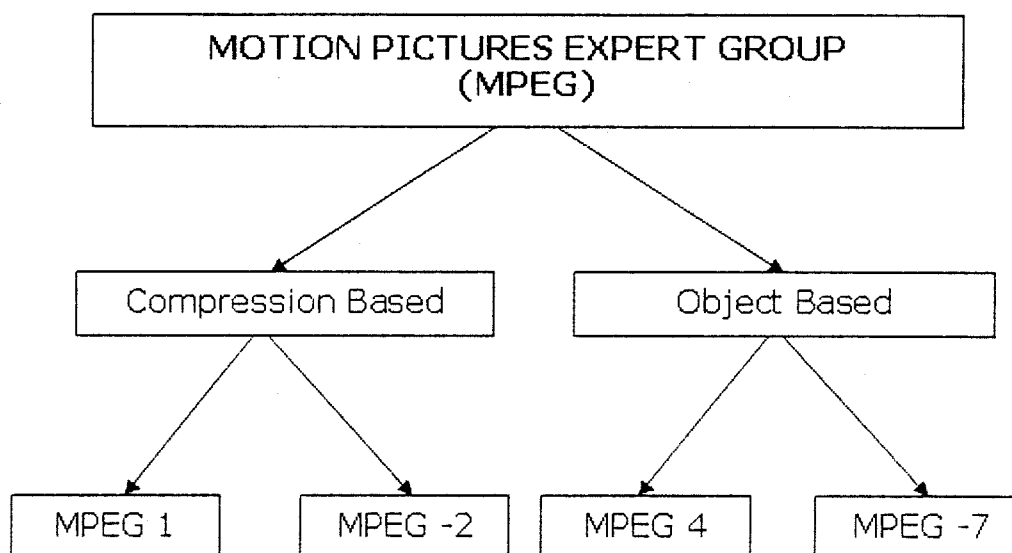 MOTION PICTURES EXPERT GROUP
(MPEG)
Compression Based
Object Based
MPEG 1
MPEG -2
MPEG 4
MPEG -7